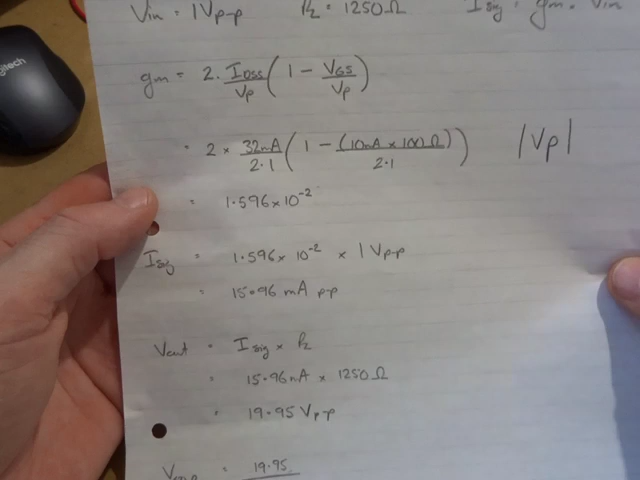 Vin = 1Vp-p RL = 1250Ω Isig = gm. Vin
gm = 2. IDSS/VP (1 - VGS/VP)
= 2 × 32mA/2.1 (1 - (10mA × 100Ω)/2.1) |Vp|
= 1.596×10^-2
Isig = 1.596×10^-2 × 1Vp-p
= 15.96 mA p-p
Vout = Isig × RL
= 15.96mA × 1250Ω
= 19.95 Vp-p
= 19.95